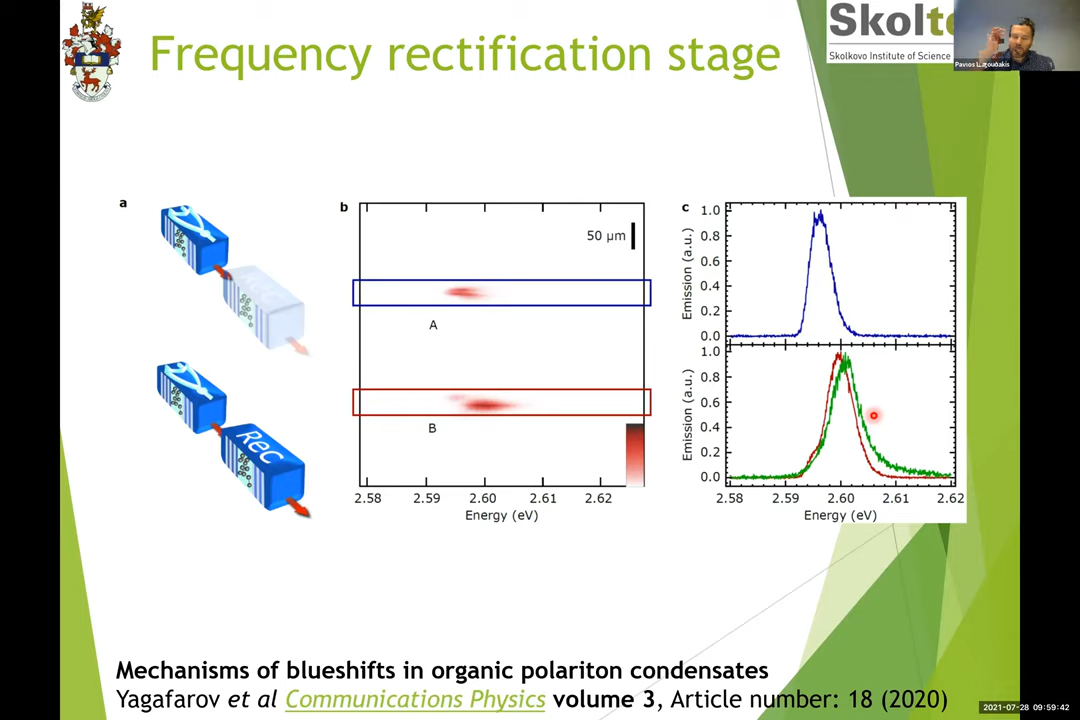 Frequency rectification stage
Skolte
Skolkovo Institute of Science
Pavlos Lagoudakis
a
b
50 µm
A
B
Rec
2.58 2.59 2.60 2.61 2.62
Energy (eV)
c
1.0
0.8
0.6
0.4
0.2
0.0
Emission (a.u.)
1.0
0.8
0.6
0.4
0.2
0.0
Emission (a.u.)
2.58 2.59 2.60 2.61 2.62
Energy (eV)
Mechanisms of blueshifts in organic polariton condensates
Yagafarov et al Communications Physics volume 3, Article number: 18 (2020)
2021-07-28 09:59:42